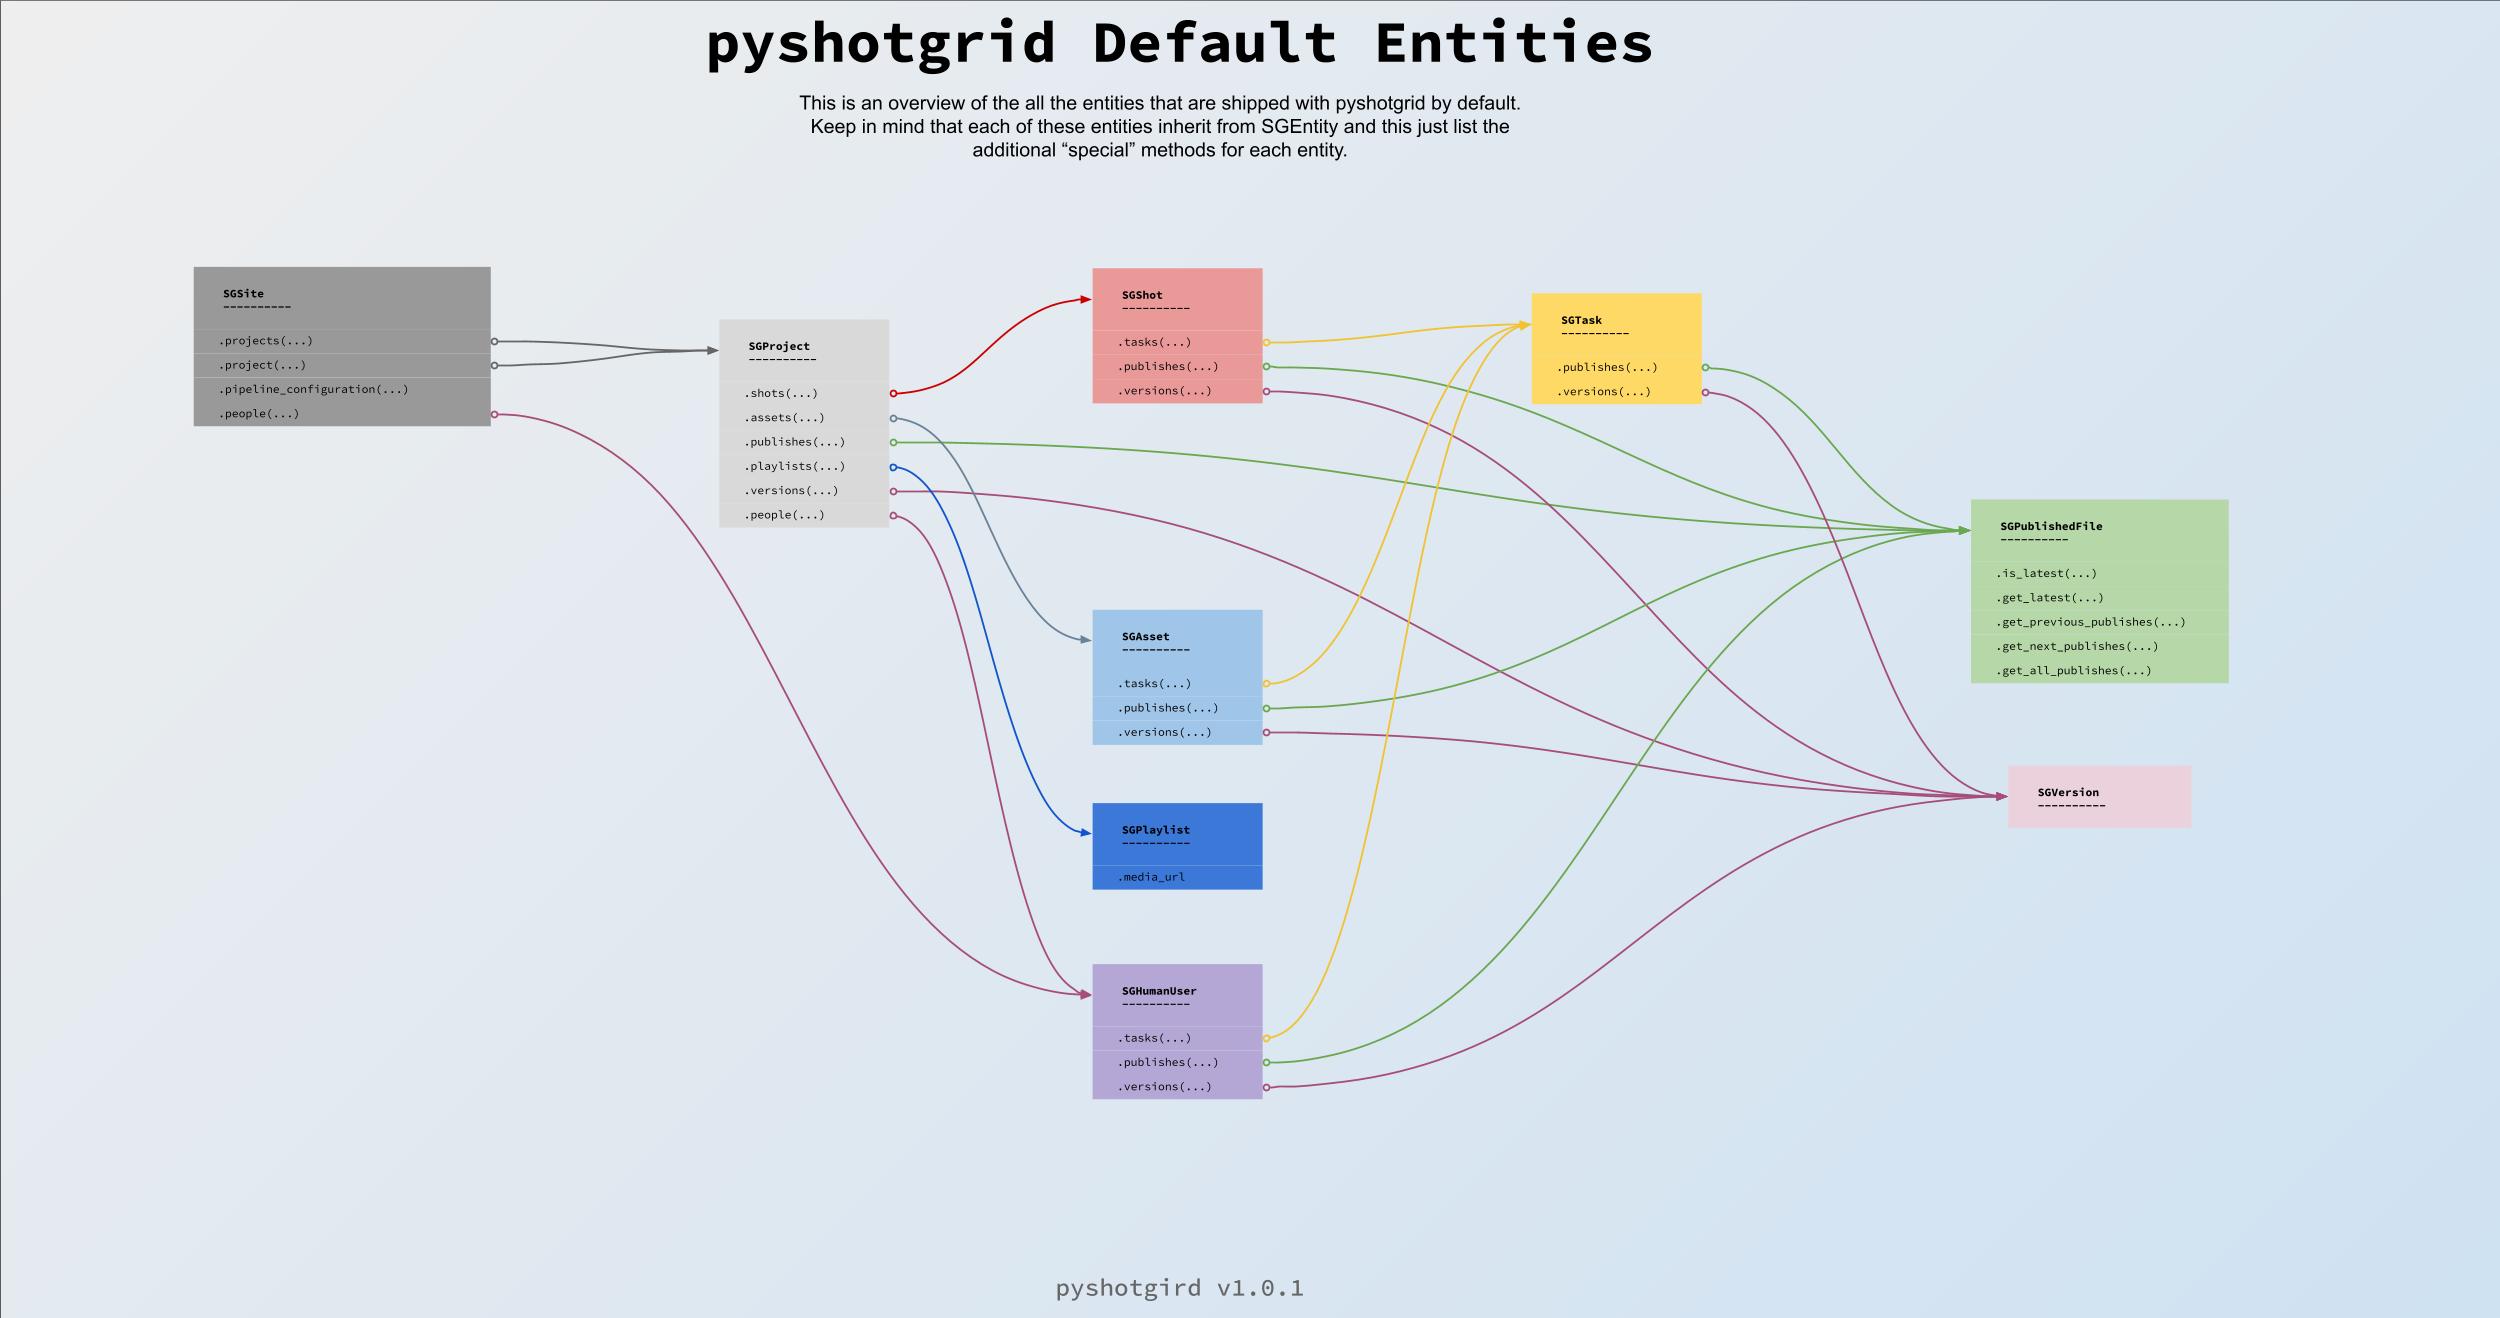 pyshotgrid Default Entities
This is an overview of the all the entities that are shipped with pyshotgrid by default.
Keep in mind that each of these entities inherit from SGEntity and this just list the
additional “special” methods for each entity.
SGSite
----------
.projects(...)
.project(...)
.pipeline_configuration(...)
.people(...)
SGProject
----------
.shots(...)
.assets(...)
.publishes(...)
.playlists(...)
.versions(...)
.people(...)
SGShot
----------
.tasks(...)
.publishes(...)
.versions(...)
SGAsset
----------
.tasks(...)
.publishes(...)
.versions(...)
SGPlaylist
----------
.media_url
SGHumanUser
----------
.tasks(...)
.publishes(...)
.versions(...)
SGTask
----------
.publishes(...)
.versions(...)
SGPublishedFile
----------
.is_latest(...)
.get_latest(...)
.get_previous_publishes(...)
.get_next_publishes(...)
.get_all_publishes(...)
SGVersion
----------
pyshotgird v1.0.1